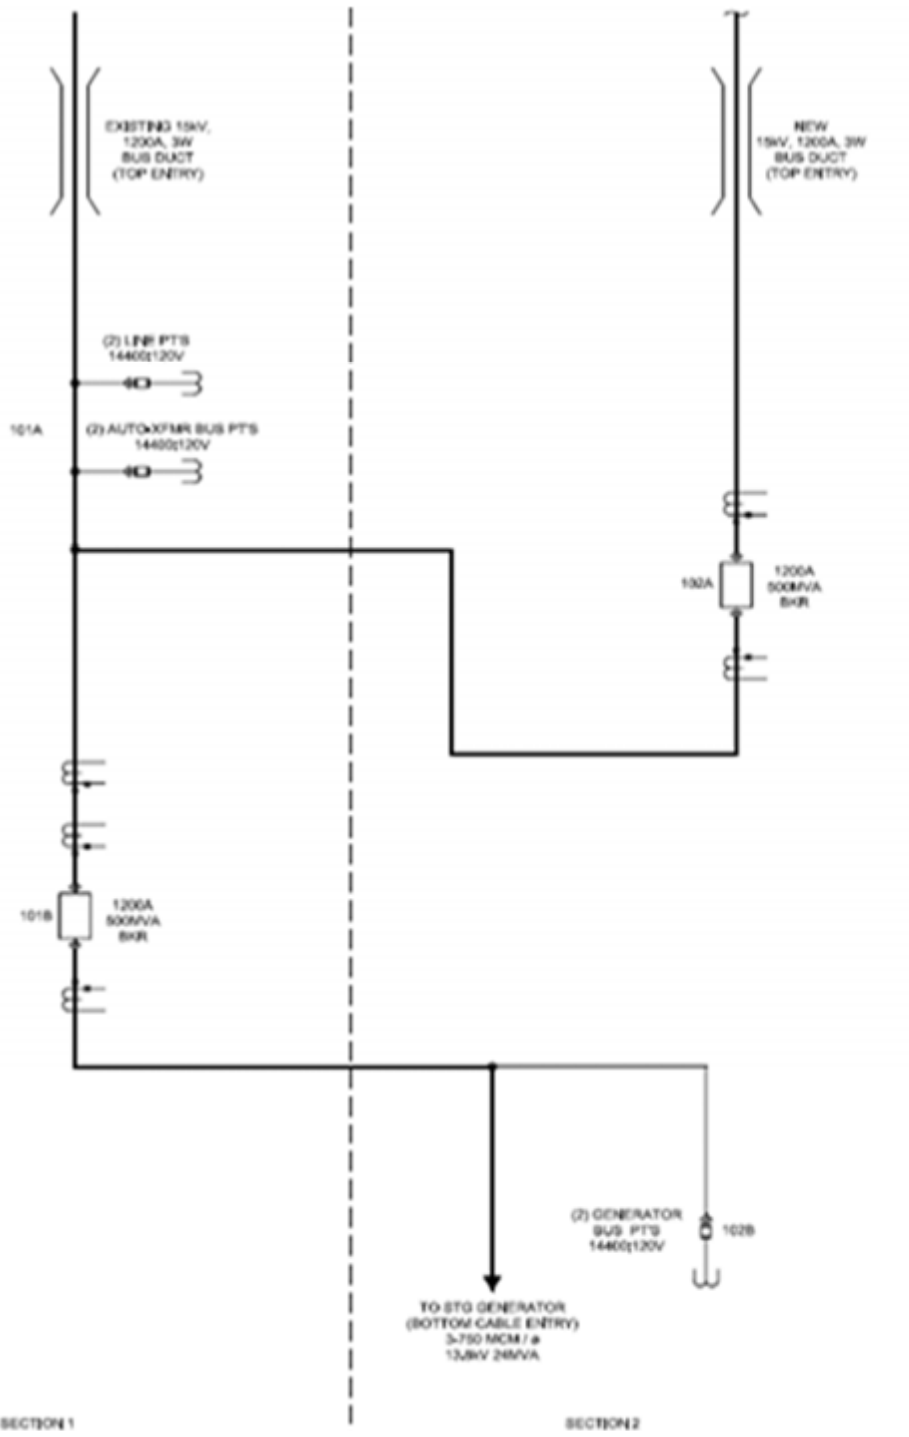 EXISTING 15kV,
1200A, 3W
BUS DUCT
(TOP ENTRY)
NEW
15kV, 1200A, 3W
BUS DUCT
(TOP ENTRY)
(2) LINE PT'S
14400:120V
101A
(2) AUTO-XFMR BUS PT'S
14400:120V
102A
1200A
500MVA
BKR
101B
1200A
500MVA
BKR
(2) GENERATOR
BUS PT'S
14400:120V
102B
TO STG GENERATOR
(BOTTOM CABLE ENTRY)
3-750 MCM / ø
13.8kV 26MVA
SECTION 1
SECTION 2